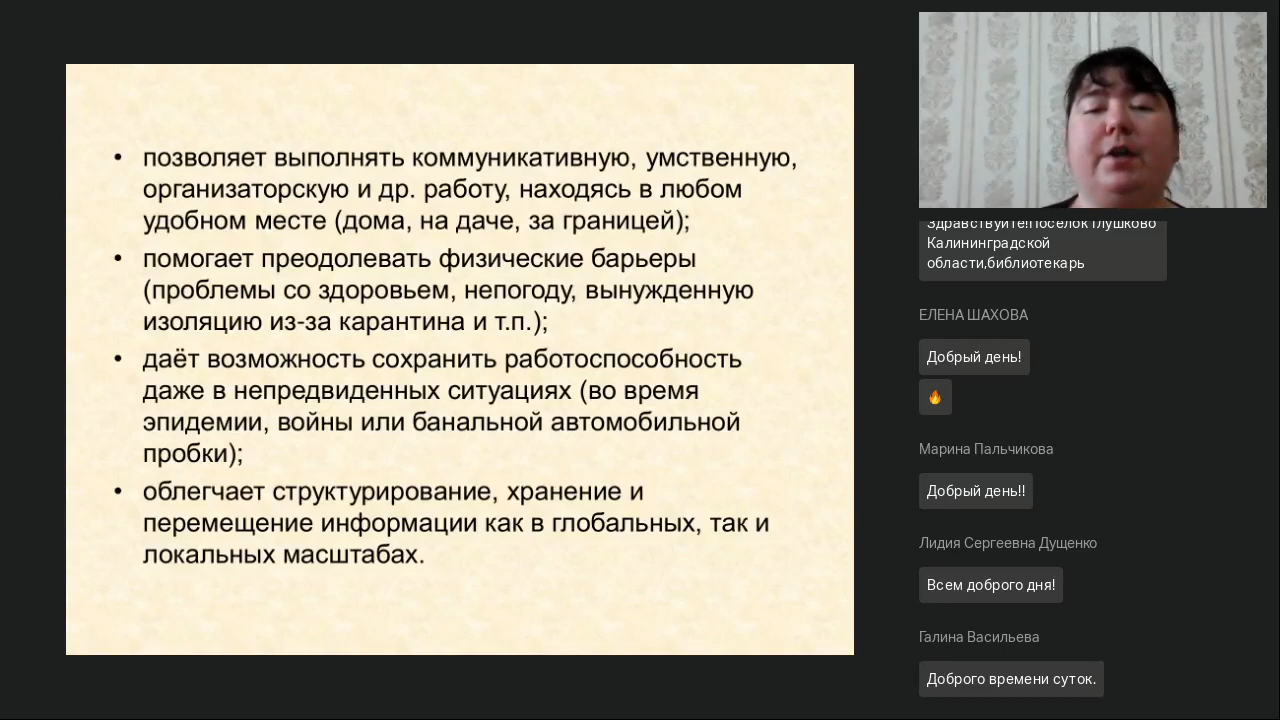 • позволяет выполнять коммуникативную, умственную,
организаторскую и др. работу, находясь в любом
удобном месте (дома, на даче, за границей);
• помогает преодолевать физические барьеры
(проблемы со здоровьем, непогоду, вынужденную
изоляцию из-за карантина и т.п.);
• даёт возможность сохранить работоспособность
даже в непредвиденных ситуациях (во время
эпидемии, войны или банальной автомобильной
пробки);
• облегчает структурирование, хранение и
перемещение информации как в глобальных, так и
локальных масштабах.
Здравствуйте!Поселок Глушково
Калининградской
области,библиотекарь
ЕЛЕНА ШАХОВА
Добрый день!
🔥
Марина Пальчикова
Добрый день!!
Лидия Сергеевна Дущенко
Всем доброго дня!
Галина Васильева
Доброго времени суток.